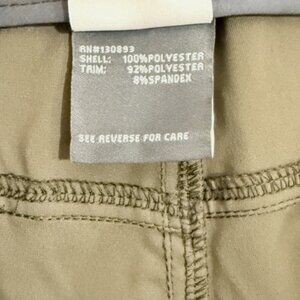 RN#130893
SHELL: 100%POLYESTER
TRIM: 92%POLYESTER
8%SPANDEX
SEE REVERSE FOR CARE